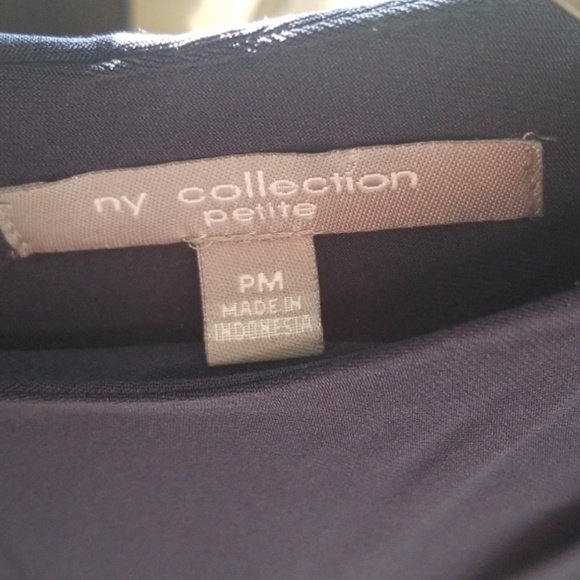 ny collection
petite
PM
MADE IN
INDONESIA